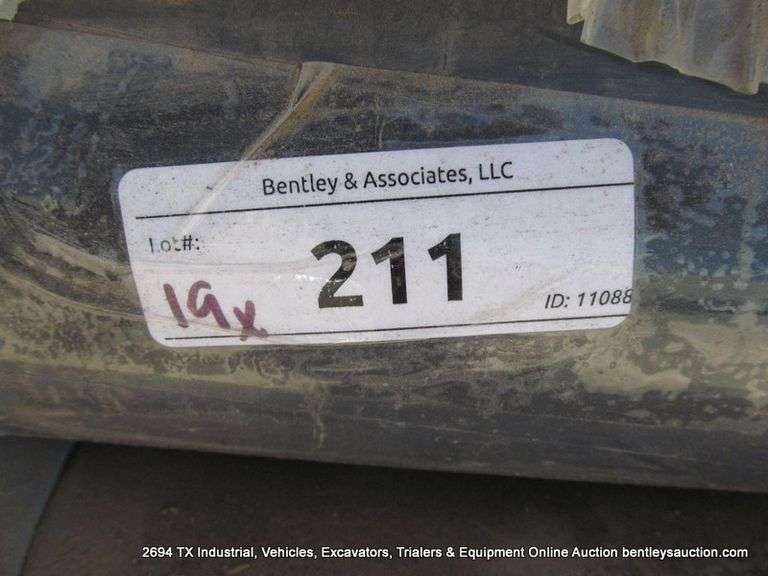 Bentley & Associates, LLC
Lot#:
211
19x
ID: 11088
2694 TX Industrial, Vehicles, Excavators, Trialers & Equipment Online Auction bentleysauction.com